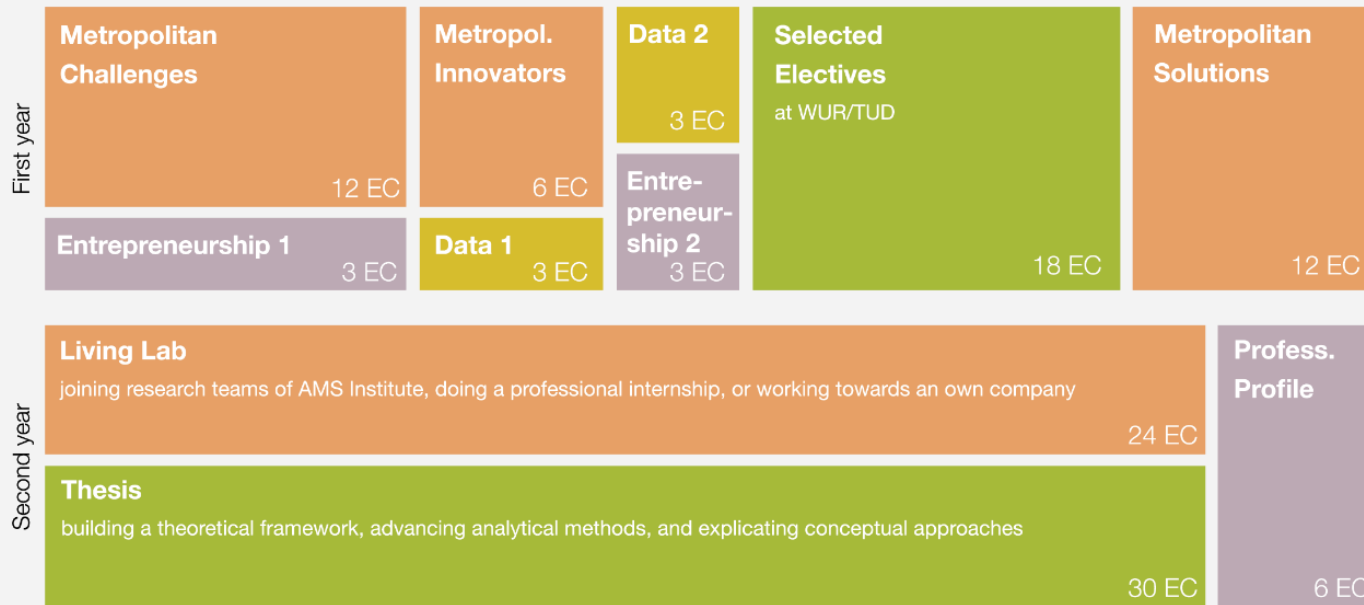 First year
Metropolitan
Challenges
12 EC
Entrepreneurship 1
3 EC
Metropol.
Innovators
6 EC
Data 1
3 EC
Data 2
3 EC
Entre-
preneur-
ship 2
3 EC
Selected
Electives
at WUR/TUD
18 EC
Metropolitan
Solutions
12 EC
Second year
Living Lab
joining research teams of AMS Institute, doing a professional internship, or working towards an own company
24 EC
Thesis
building a theoretical framework, advancing analytical methods, and explicating conceptual approaches
30 EC
Profess.
Profile
6 EC